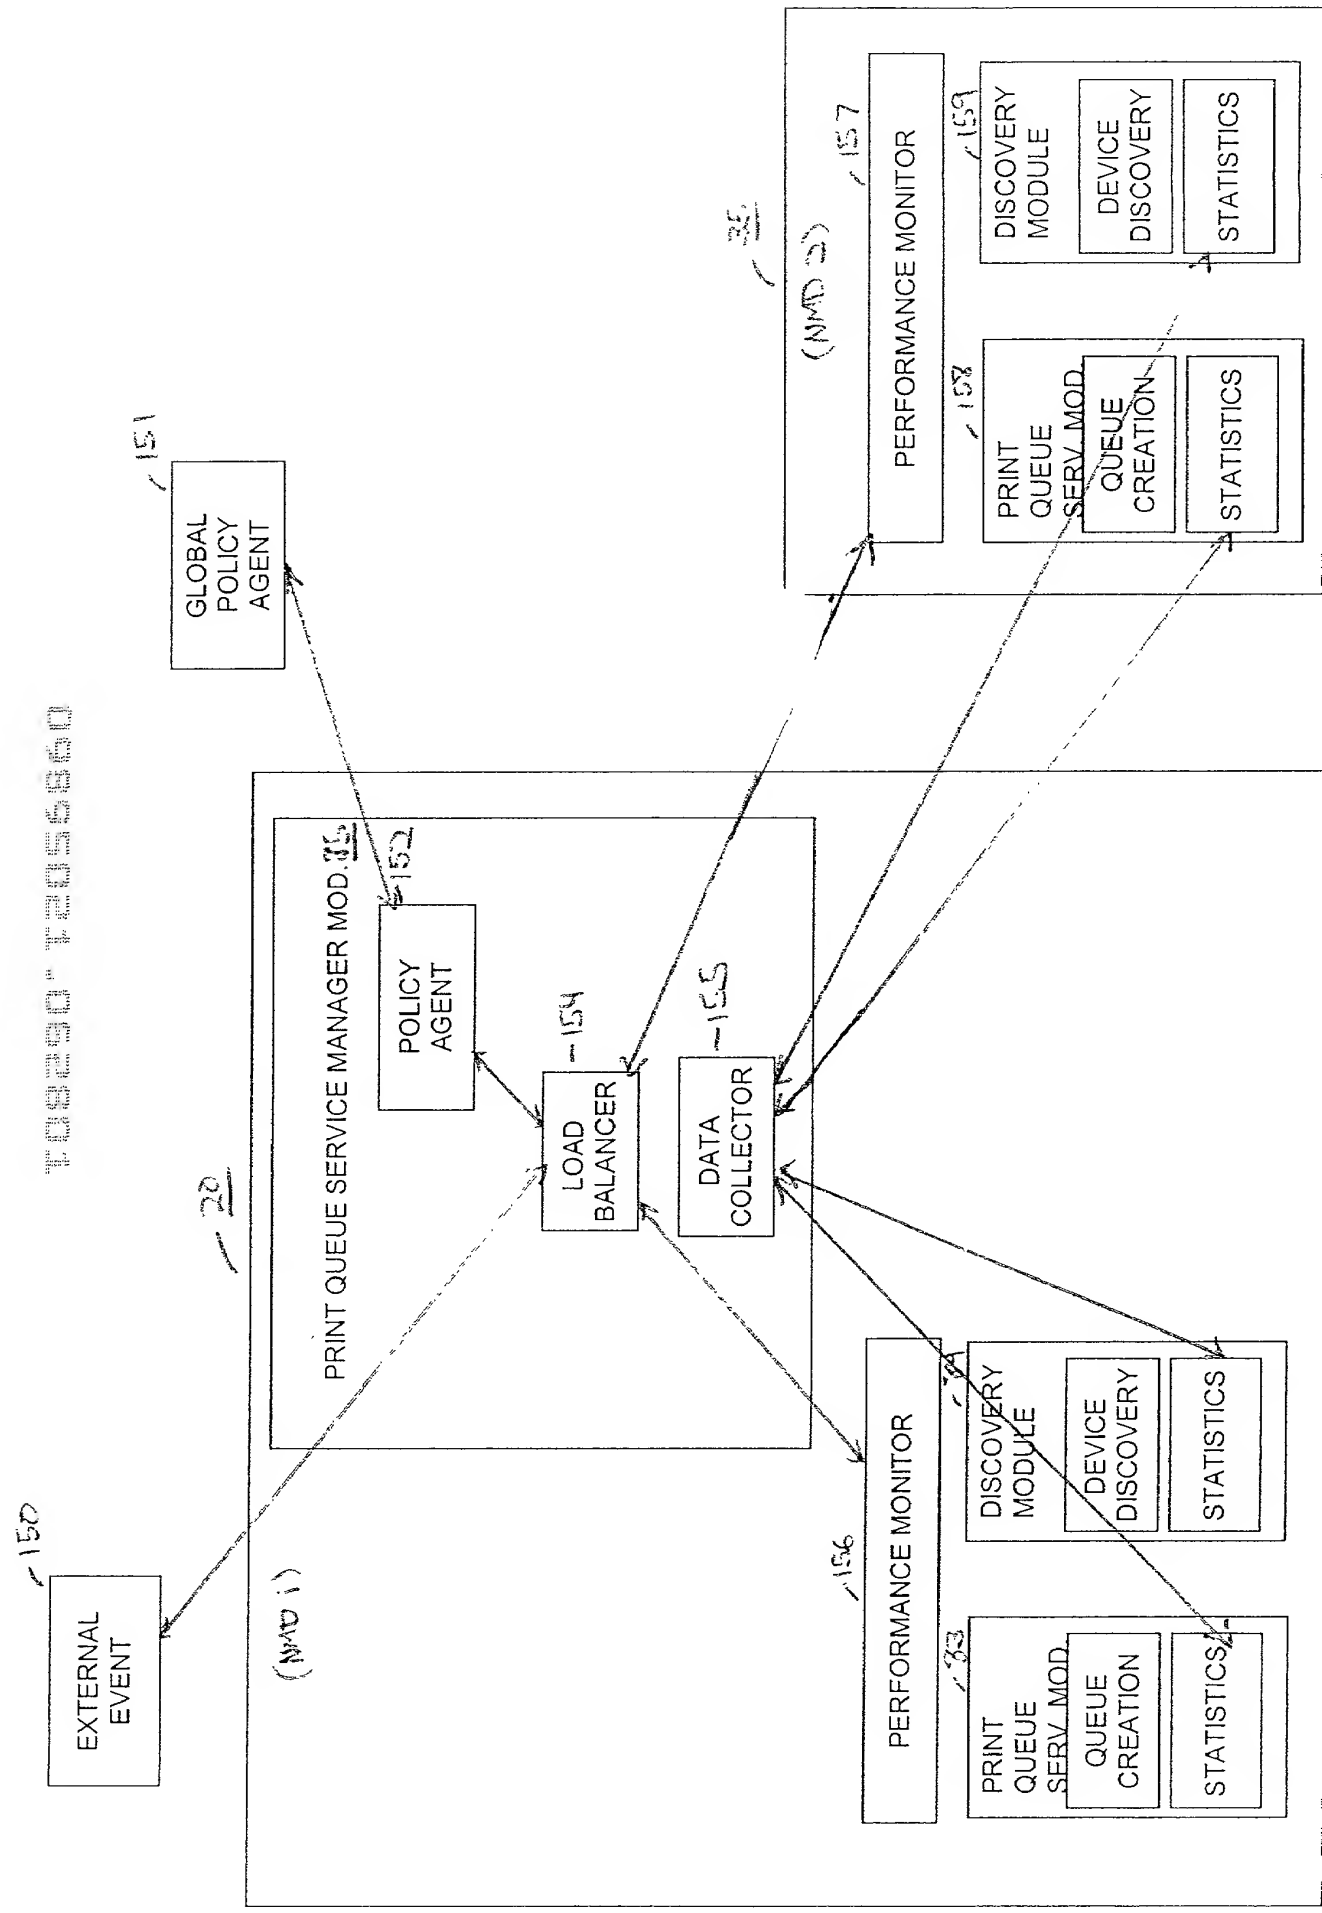 150
EXTERNAL
EVENT
151
GLOBAL
POLICY
AGENT
20
(NMD 1)
PRINT QUEUE SERVICE MANAGER MOD.
152
POLICY
AGENT
154
LOAD
BALANCER
155
DATA
COLLECTOR
156
PERFORMANCE MONITOR
83
PRINT
QUEUE
SERV. MOD.
QUEUE
CREATION
STATISTICS
DISCOVERY
MODULE
DEVICE
DISCOVERY
STATISTICS
(NMD 2)
157
PERFORMANCE MONITOR
158
PRINT
QUEUE
SERV. MOD.
QUEUE
CREATION
STATISTICS
159
DISCOVERY
MODULE
DEVICE
DISCOVERY
STATISTICS